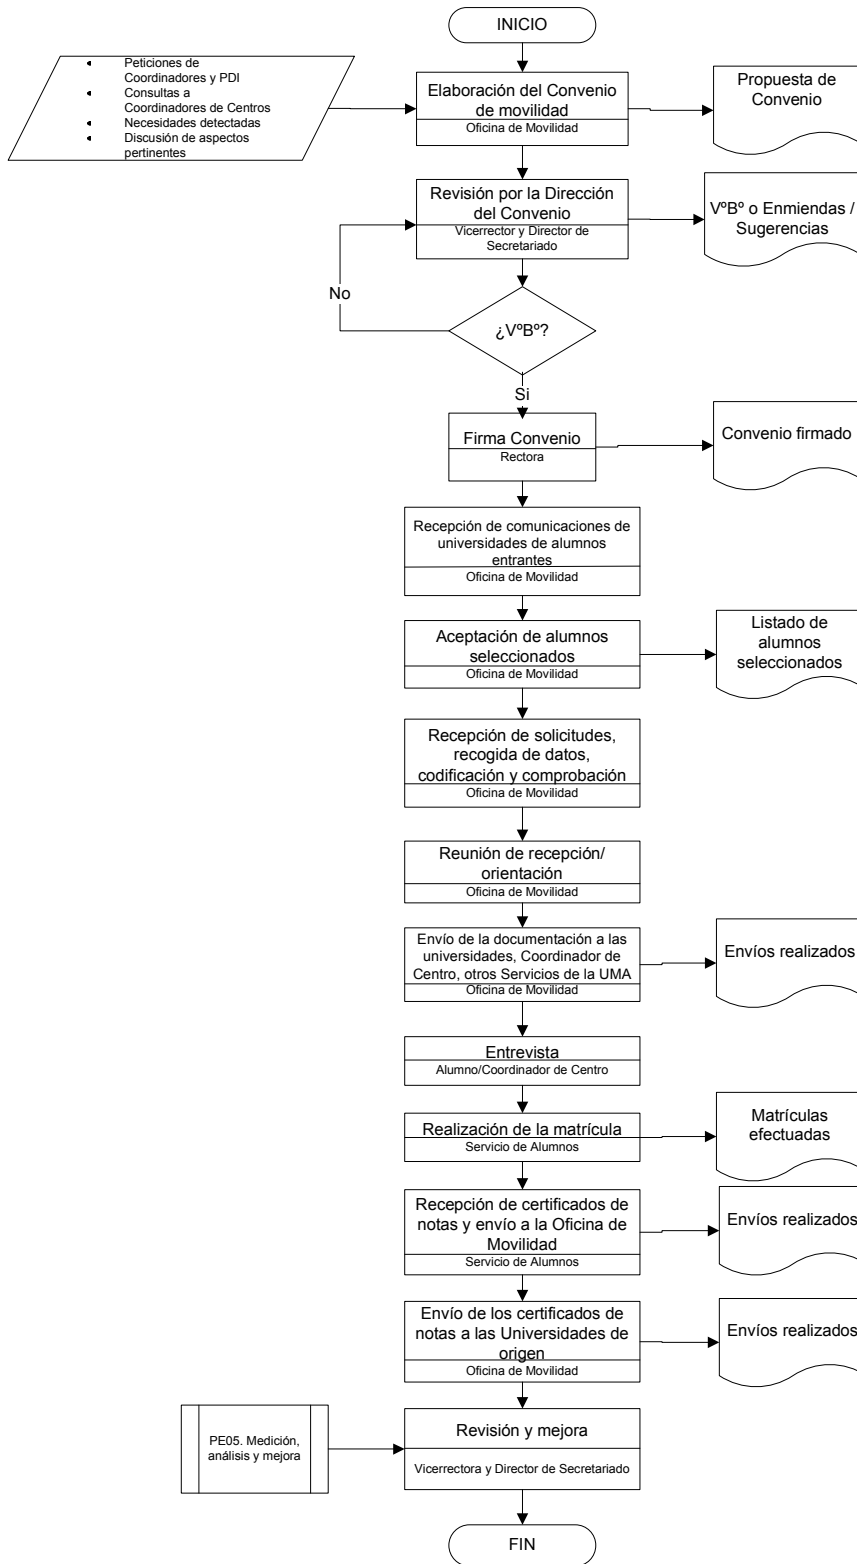 INICIO
Peticiones de
Coordinadores y PDI
Consultas a
Coordinadores de Centros
Necesidades detectadas
Discusión de aspectos
pertinentes
Elaboración del Convenio
de movilidad
Oficina de Movilidad
Propuesta de
Convenio
Revisión por la Dirección
del Convenio
Vicerrector y Director de
Secretariado
VºBº o Enmiendas /
Sugerencias
No
¿VºBº?
Si
Firma Convenio
Rectora
Convenio firmado
Recepción de comunicaciones de
universidades de alumnos
entrantes
Oficina de Movilidad
Aceptación de alumnos
seleccionados
Oficina de Movilidad
Listado de
alumnos
seleccionados
Recepción de solicitudes,
recogida de datos,
codificación y comprobación
Oficina de Movilidad
Reunión de recepción/
orientación
Oficina de Movilidad
Envío de la documentación a las
universidades, Coordinador de
Centro, otros Servicios de la UMA
Oficina de Movilidad
Envíos realizados
Entrevista
Alumno/Coordinador de Centro
Realización de la matrícula
Servicio de Alumnos
Matrículas
efectuadas
Recepción de certificados de
notas y envío a la Oficina de
Movilidad
Servicio de Alumnos
Envíos realizados
Envío de los certificados de
notas a las Universidades de
origen
Oficina de Movilidad
Envíos realizados
PE05. Medición,
análisis y mejora
Revisión y mejora
Vicerrectora y Director de Secretariado
FIN